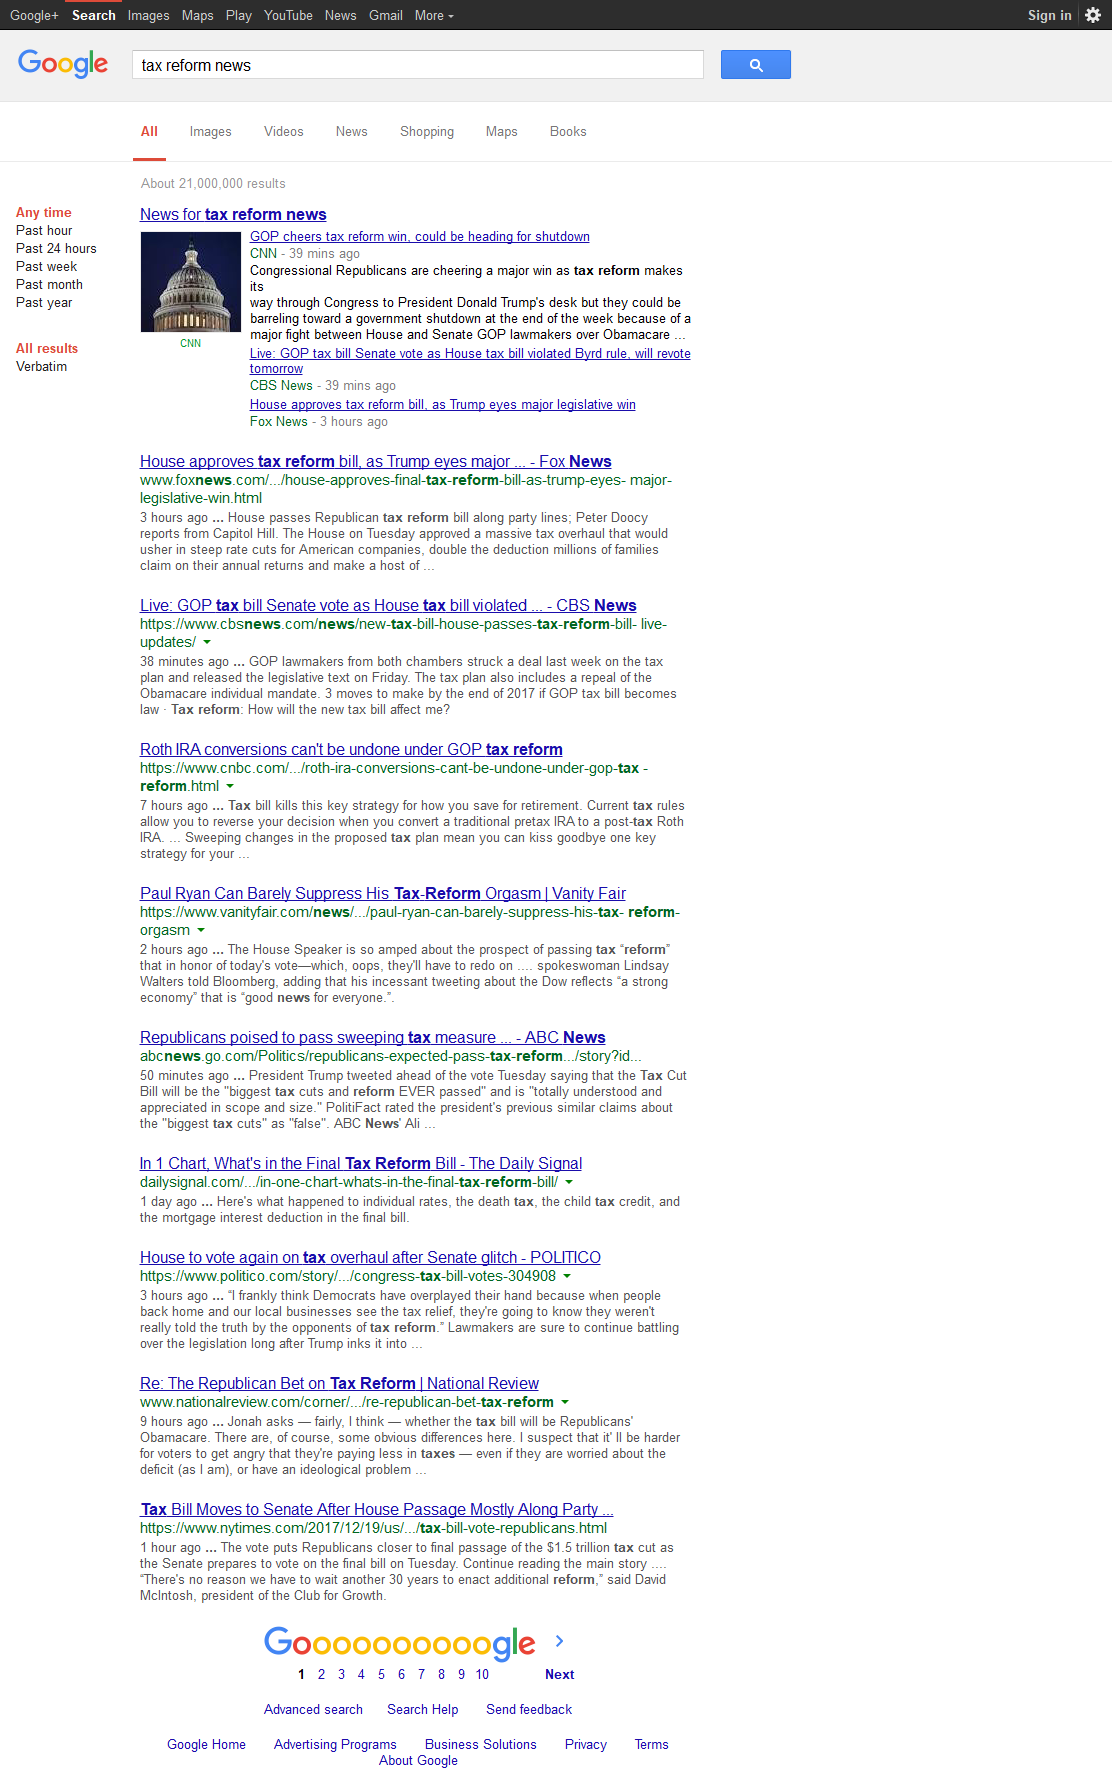 Google+ Search Images Maps Play YouTube News Gmail More Sign in
Google tax reform news
All Images Videos News Shopping Maps Books
About 21,000,000 results
Any time
Past hour
Past 24 hours
Past week
Past month
Past year
All results
Verbatim
News for tax reform news
CNN
GOP cheers tax reform win, could be heading for shutdown
CNN - 39 mins ago
Congressional Republicans are cheering a major win as tax reform makes
its
way through Congress to President Donald Trump's desk but they could be
barreling toward a government shutdown at the end of the week because of a
major fight between House and Senate GOP lawmakers over Obamacare ...
Live: GOP tax bill Senate vote as House tax bill violated Byrd rule, will revote
tomorrow
CBS News - 39 mins ago
House approves tax reform bill, as Trump eyes major legislative win
Fox News - 3 hours ago
House approves tax reform bill, as Trump eyes major ... - Fox News
www.foxnews.com/.../house-approves-final-tax-reform-bill-as-trump-eyes- major-
legislative-win.html
3 hours ago ... House passes Republican tax reform bill along party lines; Peter Doocy
reports from Capitol Hill. The House on Tuesday approved a massive tax overhaul that would
usher in steep rate cuts for American companies, double the deduction millions of families
claim on their annual returns and make a host of ...
Live: GOP tax bill Senate vote as House tax bill violated ... - CBS News
https://www.cbsnews.com/news/new-tax-bill-house-passes-tax-reform-bill- live-
updates/
38 minutes ago ... GOP lawmakers from both chambers struck a deal last week on the tax
plan and released the legislative text on Friday. The tax plan also includes a repeal of the
Obamacare individual mandate. 3 moves to make by the end of 2017 if GOP tax bill becomes
law · Tax reform: How will the new tax bill affect me?
Roth IRA conversions can't be undone under GOP tax reform
https://www.cnbc.com/.../roth-ira-conversions-cant-be-undone-under-gop-tax -
reform.html
7 hours ago ... Tax bill kills this key strategy for how you save for retirement. Current tax rules
allow you to reverse your decision when you convert a traditional pretax IRA to a post-tax Roth
IRA. ... Sweeping changes in the proposed tax plan mean you can kiss goodbye one key
strategy for your ...
Paul Ryan Can Barely Suppress His Tax-Reform Orgasm | Vanity Fair
https://www.vanityfair.com/news/.../paul-ryan-can-barely-suppress-his-tax- reform-
orgasm
2 hours ago ... The House Speaker is so amped about the prospect of passing tax “reform”
that in honor of today's vote—which, oops, they'll have to redo on .... spokeswoman Lindsay
Walters told Bloomberg, adding that his incessant tweeting about the Dow reflects “a strong
economy” that is “good news for everyone.”.
Republicans poised to pass sweeping tax measure ... - ABC News
abcnews.go.com/Politics/republicans-expected-pass-tax-reform.../story?id...
50 minutes ago ... President Trump tweeted ahead of the vote Tuesday saying that the Tax Cut
Bill will be the "biggest tax cuts and reform EVER passed" and is "totally understood and
appreciated in scope and size." PolitiFact rated the president's previous similar claims about
the "biggest tax cuts" as "false". ABC News' Ali ...
In 1 Chart, What's in the Final Tax Reform Bill - The Daily Signal
dailysignal.com/.../in-one-chart-whats-in-the-final-tax-reform-bill/
1 day ago ... Here's what happened to individual rates, the death tax, the child tax credit, and
the mortgage interest deduction in the final bill.
House to vote again on tax overhaul after Senate glitch - POLITICO
https://www.politico.com/story/.../congress-tax-bill-votes-304908
3 hours ago ... “I frankly think Democrats have overplayed their hand because when people
back home and our local businesses see the tax relief, they're going to know they weren't
really told the truth by the opponents of tax reform.” Lawmakers are sure to continue battling
over the legislation long after Trump inks it into ...
Re: The Republican Bet on Tax Reform | National Review
www.nationalreview.com/corner/.../re-republican-bet-tax-reform
9 hours ago ... Jonah asks — fairly, I think — whether the tax bill will be Republicans'
Obamacare. There are, of course, some obvious differences here. I suspect that it' ll be harder
for voters to get angry that they're paying less in taxes — even if they are worried about the
deficit (as I am), or have an ideological problem ...
Tax Bill Moves to Senate After House Passage Mostly Along Party ...
https://www.nytimes.com/2017/12/19/us/.../tax-bill-vote-republicans.html
1 hour ago ... The vote puts Republicans closer to final passage of the $1.5 trillion tax cut as
the Senate prepares to vote on the final bill on Tuesday. Continue reading the main story ....
“There's no reason we have to wait another 30 years to enact additional reform,” said David
McIntosh, president of the Club for Growth.
Goooooooooogle
1 2 3 4 5 6 7 8 9 10 Next
Advanced search Search Help Send feedback
Google Home Advertising Programs Business Solutions Privacy Terms
About Google